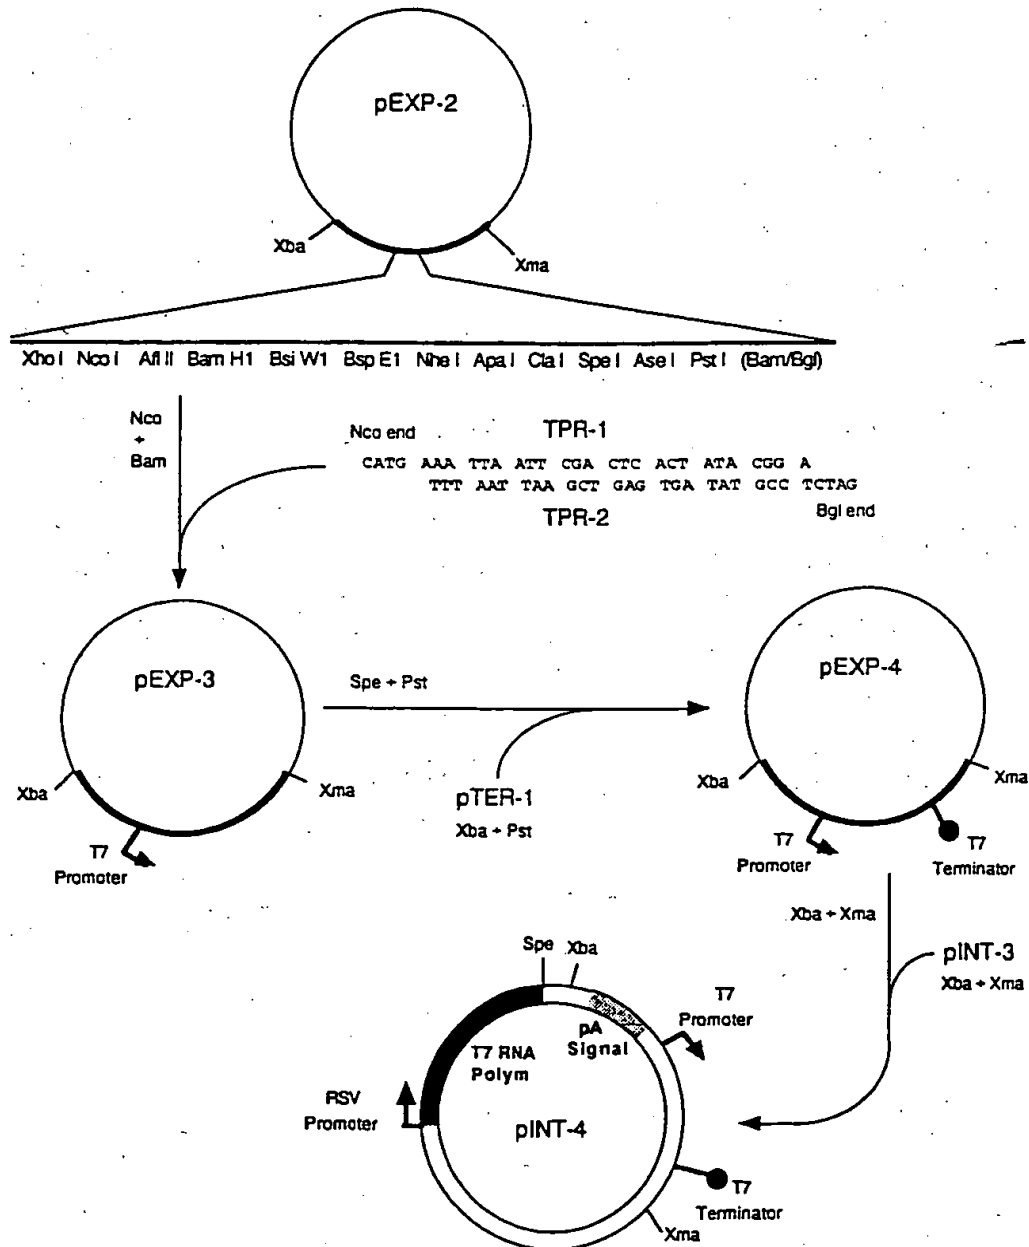 pEXP-2
Xba
Xma
Xho I Nco I Afl II Bam H1 Bsi W1 Bsp E1 Nhe I Apa I Cla I Spe I Ase I Pst I (Bam/Bgl)
Nco
+
Bam
Nco end
TPR-1
CATG AAA TTA ATT CGA CTC ACT ATA CGG A
TTT AAT TAA GCT GAG TGA TAT GCC TCTAG
TPR-2
Bgl end
pEXP-3
Spe + Pst
pEXP-4
Xba
Xma
pTER-1
Xba + Pst
Xba
Xma
T7
Promoter
T7
Promoter
T7
Terminator
Xba + Xma
pINT-3
Xba + Xma
Spe
Xba
T7
Promoter
pA
Signal
T7 RNA
Polym
RSV
Promoter
pINT-4
T7
Terminator
Xma